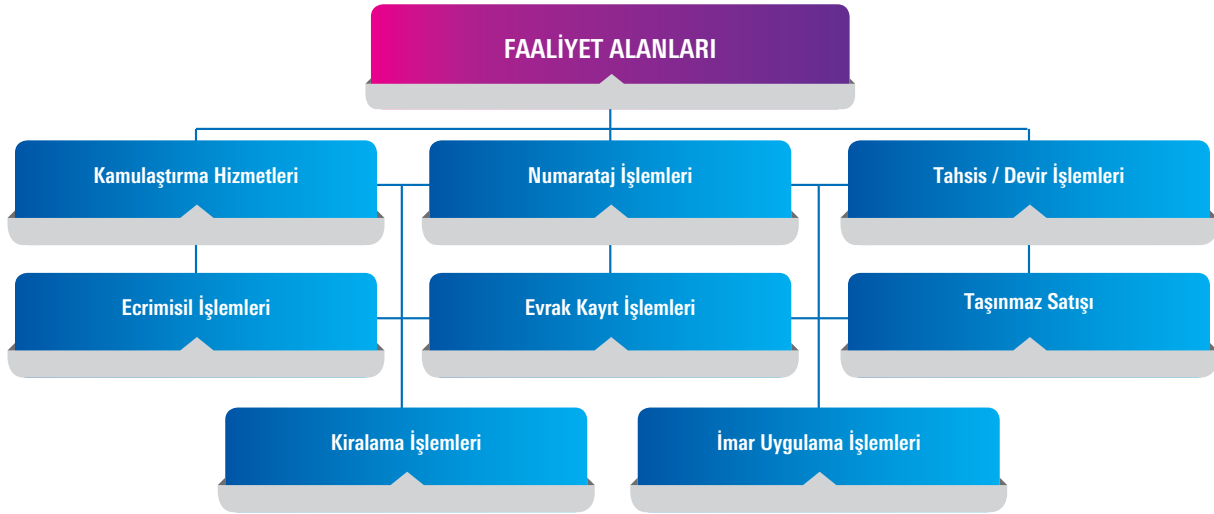 FAALİYET ALANLARI
Kamulaştırma Hizmetleri
Numarataj İşlemleri
Tahsis / Devir İşlemleri
Ecrimisil İşlemleri
Evrak Kayıt İşlemleri
Taşınmaz Satışı
Kiralama İşlemleri
İmar Uygulama İşlemleri